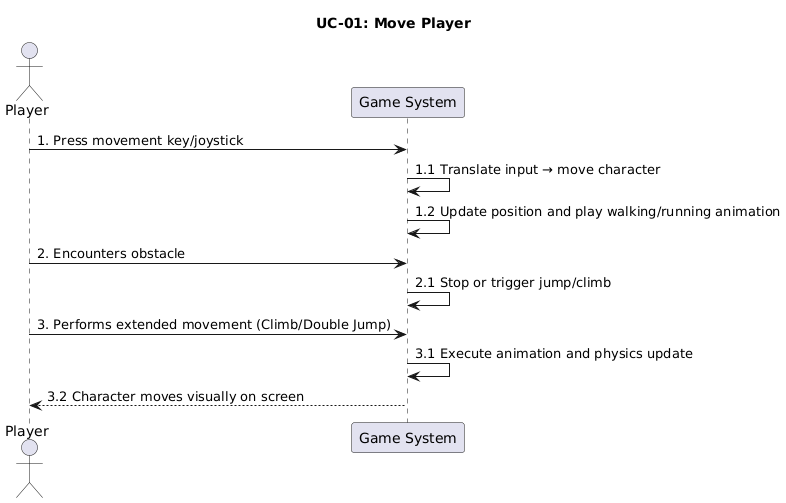 UC-01: Move Player
Player
Game System
1. Press movement key/joystick
1.1 Translate input → move character
1.2 Update position and play walking/running animation
2. Encounters obstacle
2.1 Stop or trigger jump/climb
3. Performs extended movement (Climb/Double Jump)
3.1 Execute animation and physics update
3.2 Character moves visually on screen
Player
Game System